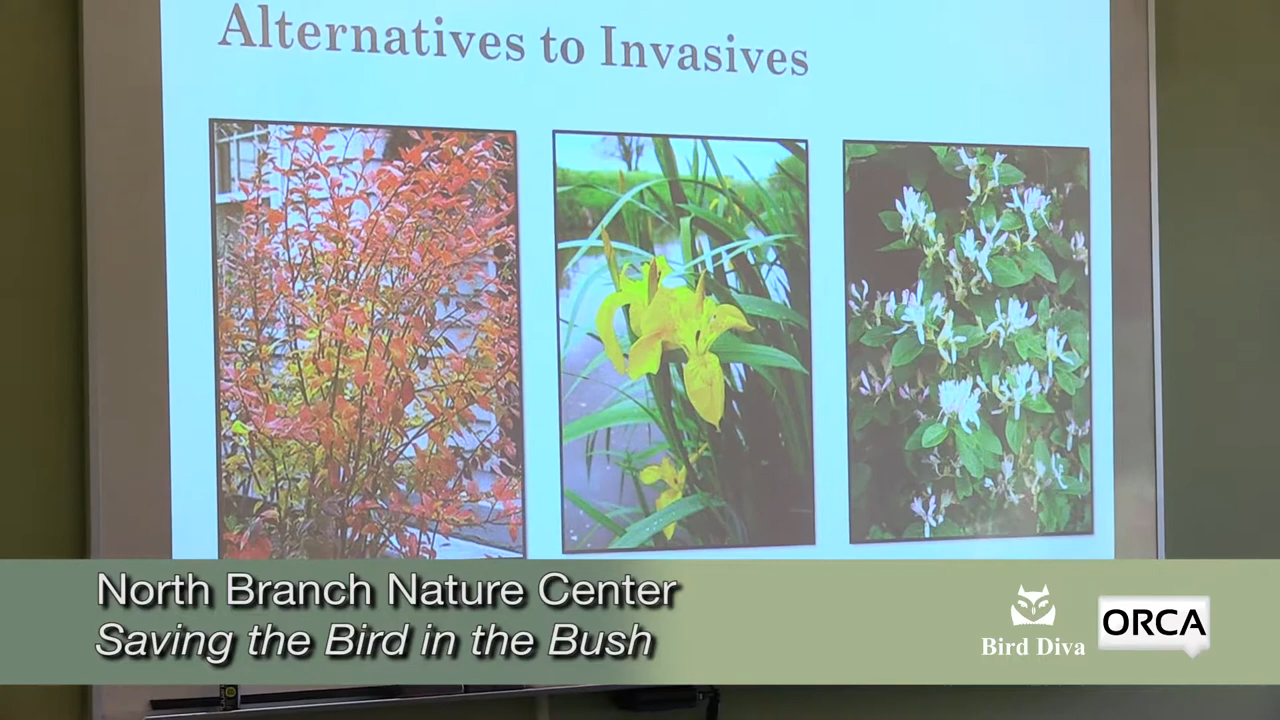 Alternatives to Invasives
North Branch Nature Center
Saving the Bird in the Bush
Bird Diva
ORCA